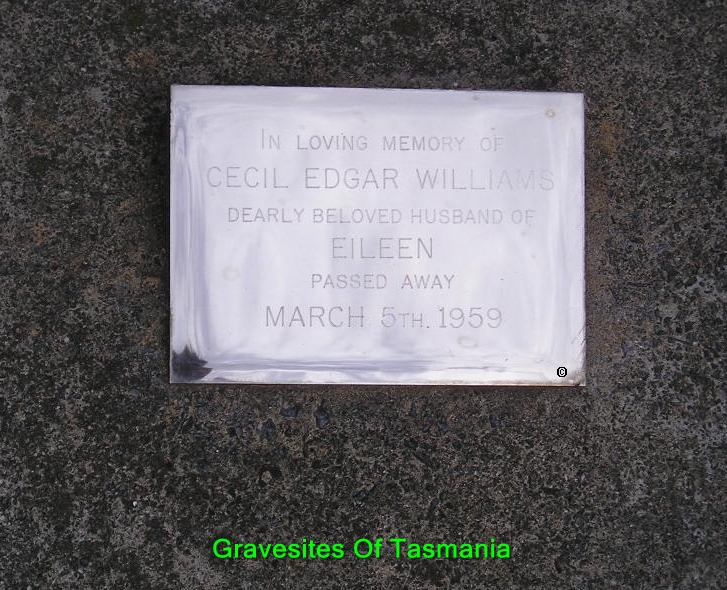 IN LOVING MEMORY OF
CECIL EDGAR WILLIAMS
DEARLY BELOVED HUSBAND OF
EILEEN
PASSED AWAY
MARCH 5TH. 1959
©
Gravesites Of Tasmania